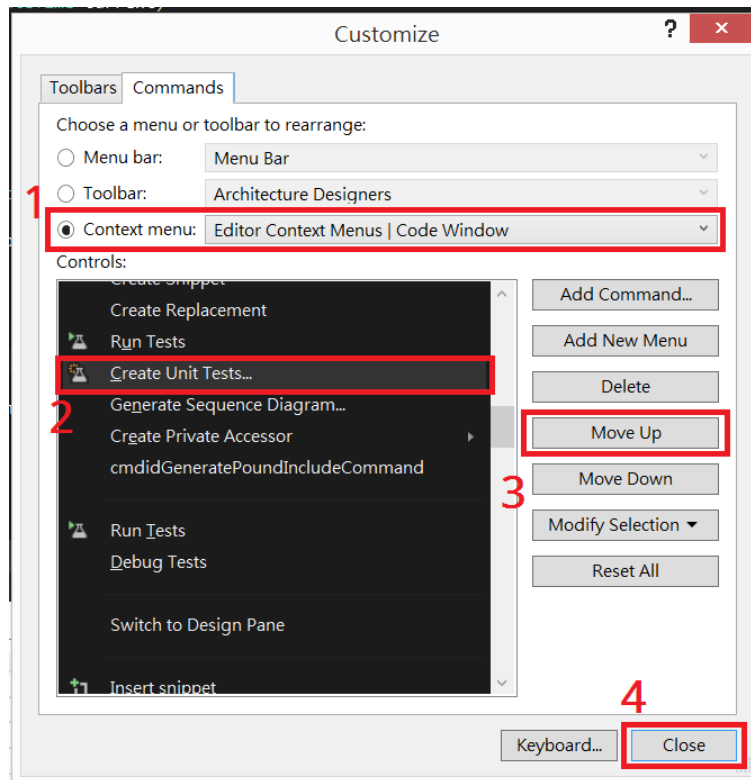 Customize
?
×
Toolbars Commands
Choose a menu or toolbar to rearrange:
Menu bar: Menu Bar
1
Toolbar: Architecture Designers
Context menu: Editor Context Menus | Code Window
Controls:
Create Snippet
Add Command...
Create Replacement
Run Tests
Add New Menu
Create Unit Tests...
2
Delete
Generate Sequence Diagram...
Create Private Accessor
Move Up
cmdidGeneratePoundIncludeCommand
3
Move Down
Run Tests
Modify Selection
Debug Tests
Reset All
Switch to Design Pane
Insert snippet
4
Keyboard... Close